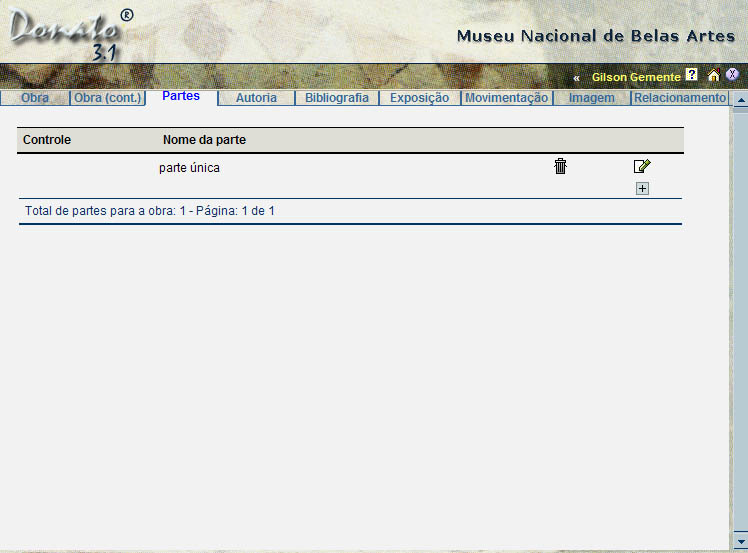 Donato ®
3.1
Museu Nacional de Belas Artes
« Gilson Gemente ? X
Obra Obra (cont.) Partes Autoria Bibliografia Exposição Movimentação Imagem Relacionamento
Controle Nome da parte
parte única
+
Total de partes para a obra: 1 - Página: 1 de 1